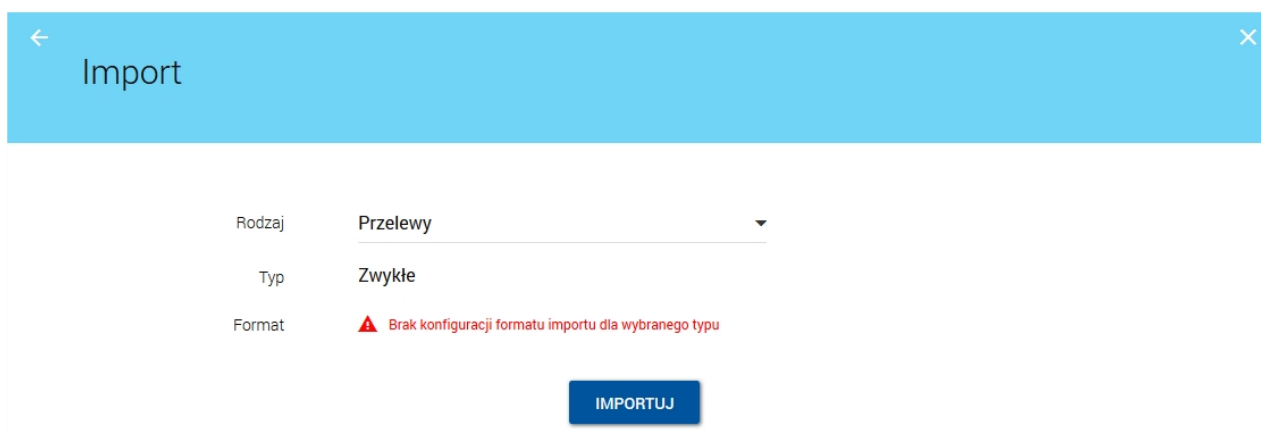 Import
Rodzaj Przelewy
Typ Zwykłe
Format Brak konfiguracji formatu importu dla wybranego typu
IMPORTUJ